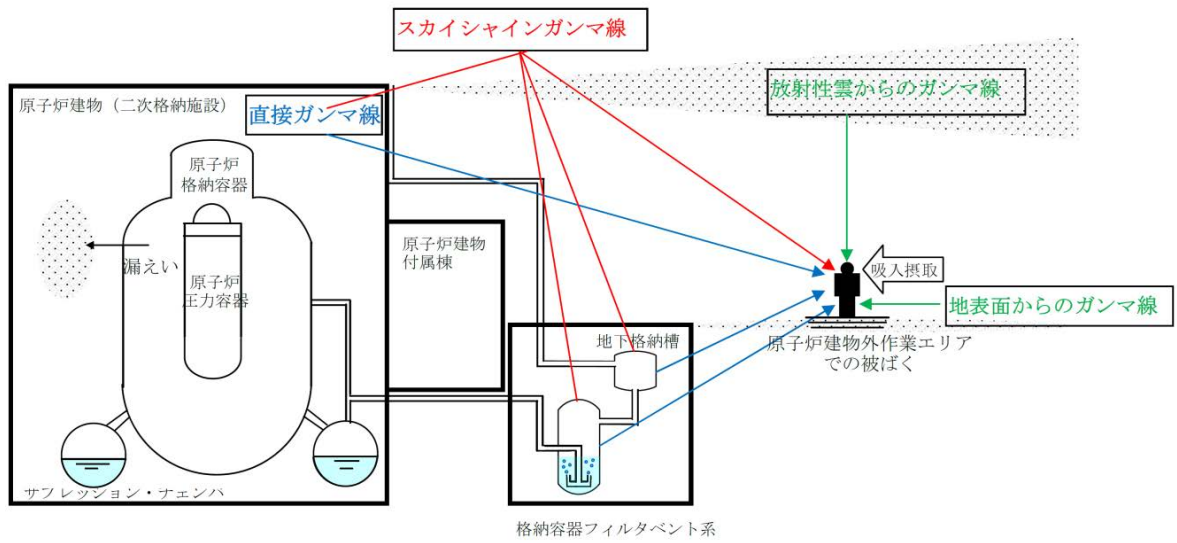 スカイシャインガンマ線
原子炉建物（二次格納施設）
直接ガンマ線
放射性雲からのガンマ線
原子炉
格納容器
原子炉建物
付属棟
漏えい
原子炉
圧力容器
吸入摂取
地表面からのガンマ線
地下格納槽
原子炉建物外作業エリア
での被ばく
サプレッション・チェンバ
格納容器フィルタベント系